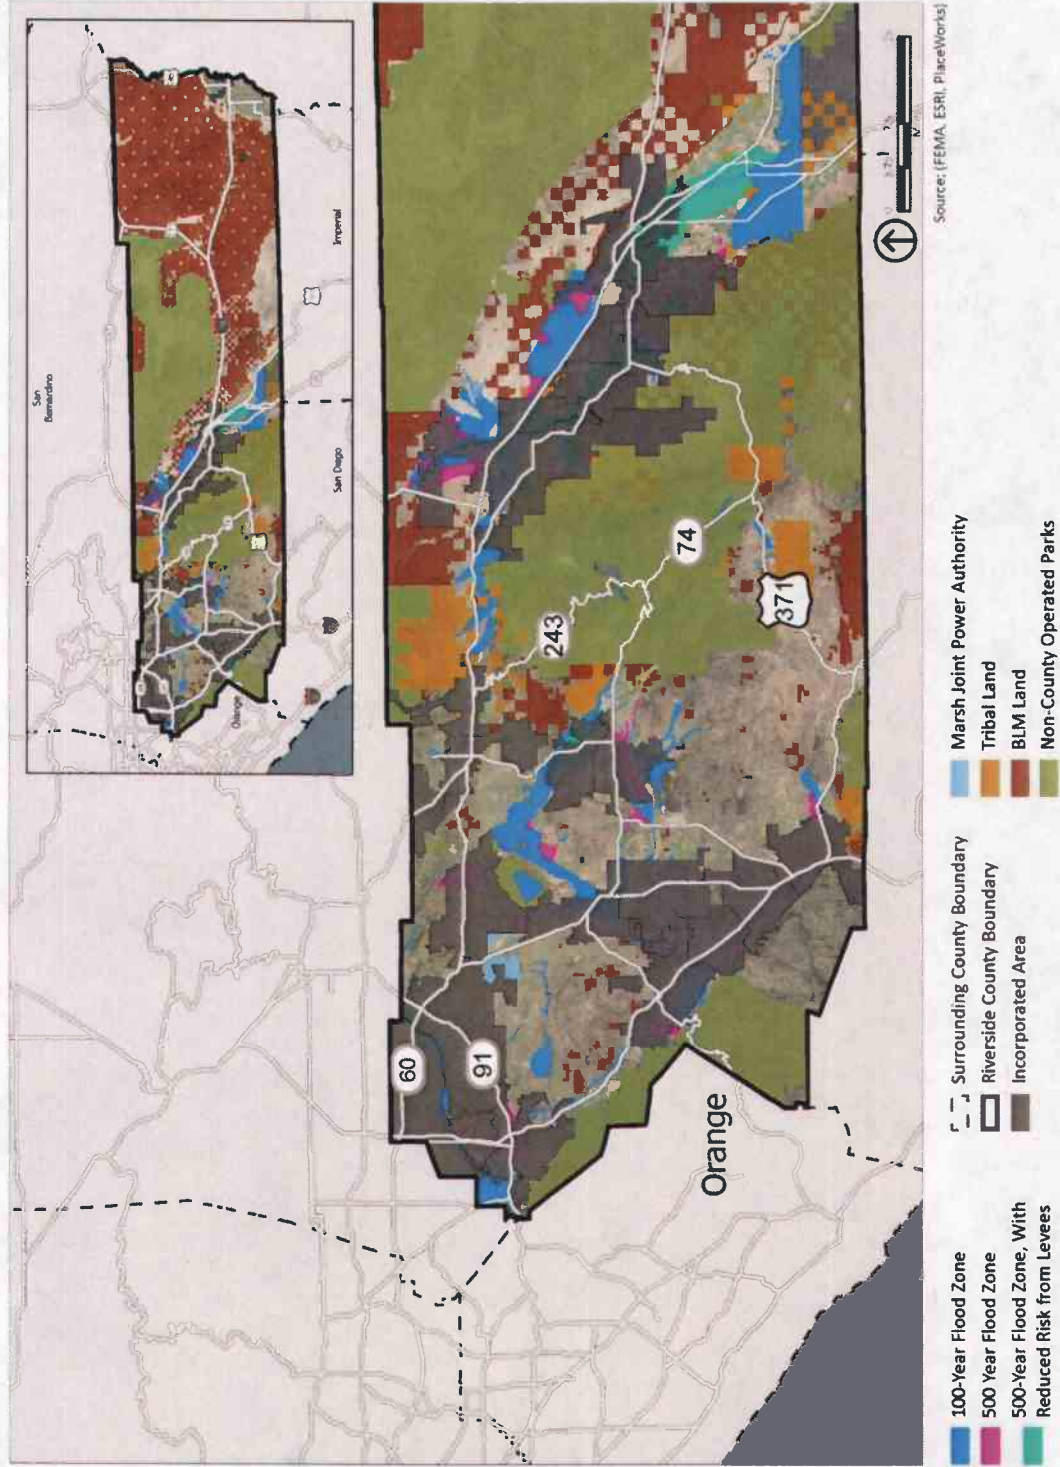 San
Bernardino
Orange
San Diego
Imperial
60
91
243
74
371
Orange
Source: (FEMA, ESRI, PlaceWorks)
100-Year Flood Zone
500 Year Flood Zone
500-Year Flood Zone, With
Reduced Risk from Levees
Surrounding County Boundary
Riverside County Boundary
Incorporated Area
Marsh Joint Power Authority
Tribal Land
BLM Land
Non-County Operated Parks